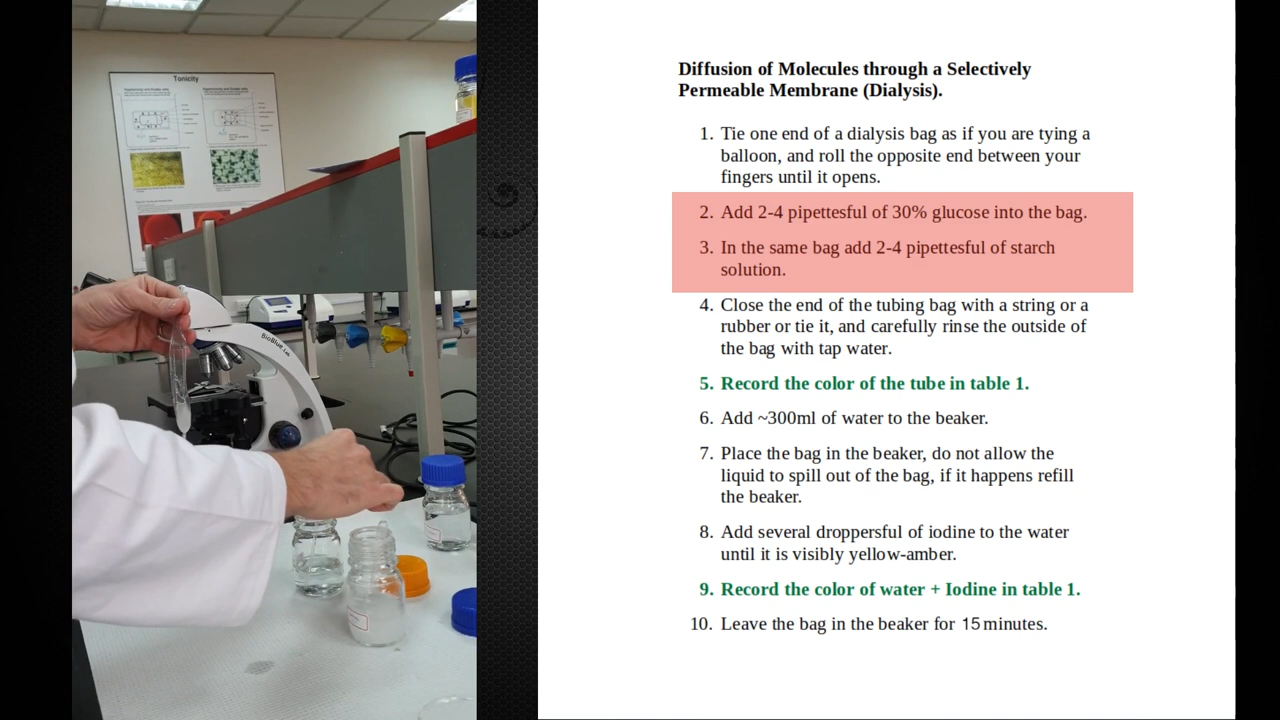 Tonicity
BioBlue.Lab
Diffusion of Molecules through a Selectively
Permeable Membrane (Dialysis).
1. Tie one end of a dialysis bag as if you are tying a
balloon, and roll the opposite end between your
fingers until it opens.
2. Add 2-4 pipettesful of 30% glucose into the bag.
3. In the same bag add 2-4 pipettesful of starch
solution.
4. Close the end of the tubing bag with a string or a
rubber or tie it, and carefully rinse the outside of
the bag with tap water.
5. Record the color of the tube in table 1.
6. Add ~300ml of water to the beaker.
7. Place the bag in the beaker, do not allow the
liquid to spill out of the bag, if it happens refill
the beaker.
8. Add several droppersful of iodine to the water
until it is visibly yellow-amber.
9. Record the color of water + Iodine in table 1.
10. Leave the bag in the beaker for 15 minutes.